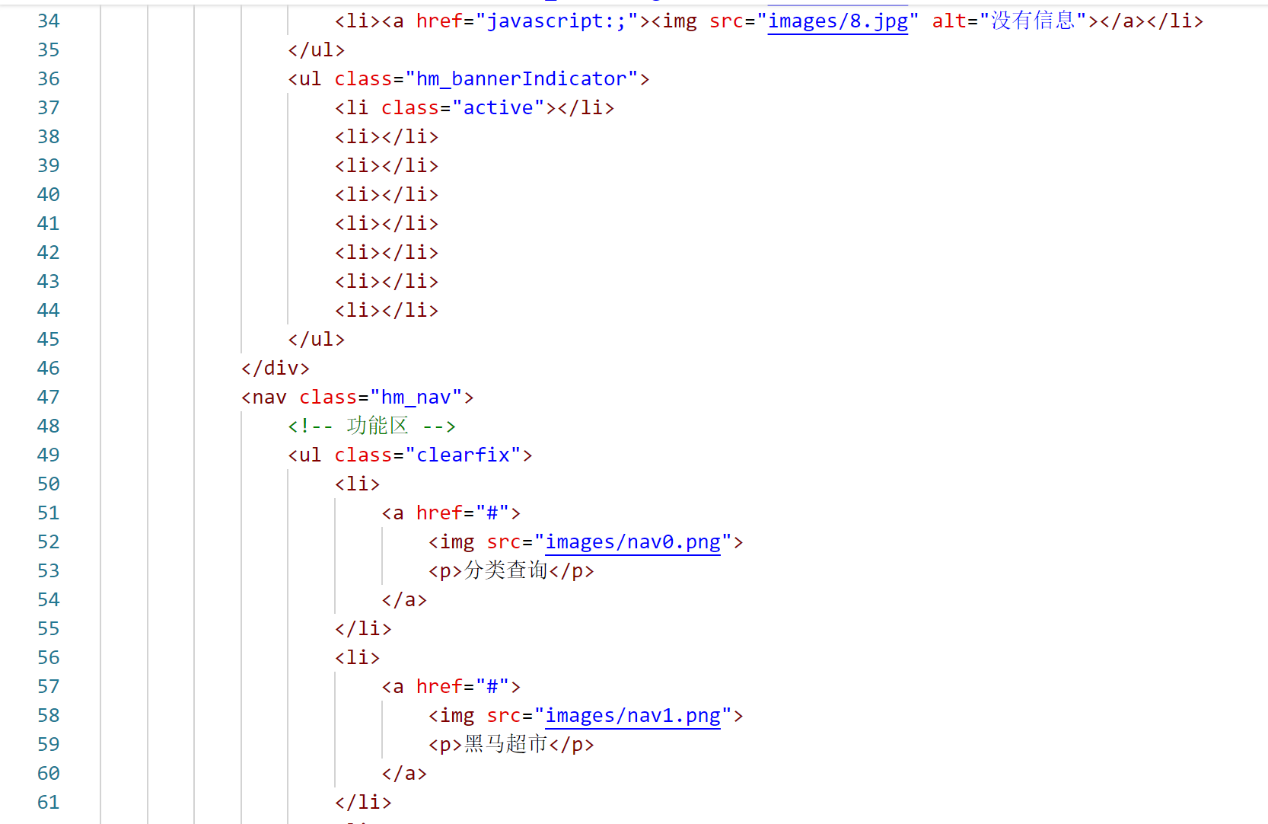 34 <li><a href="javascript:;"><img src="images/8.jpg" alt="没有信息"></a></li>
35 </ul>
36 <ul class="hm_bannerIndicator">
37 <li class="active"></li>
38 <li></li>
39 <li></li>
40 <li></li>
41 <li></li>
42 <li></li>
43 <li></li>
44 <li></li>
45 </ul>
46 </div>
47 <nav class="hm_nav">
48 <!-- 功能区 -->
49 <ul class="clearfix">
50 <li>
51 <a href="#">
52 <img src="images/nav0.png">
53 <p>分类查询</p>
54 </a>
55 </li>
56 <li>
57 <a href="#">
58 <img src="images/nav1.png">
59 <p>黑马超市</p>
60 </a>
61 </li>